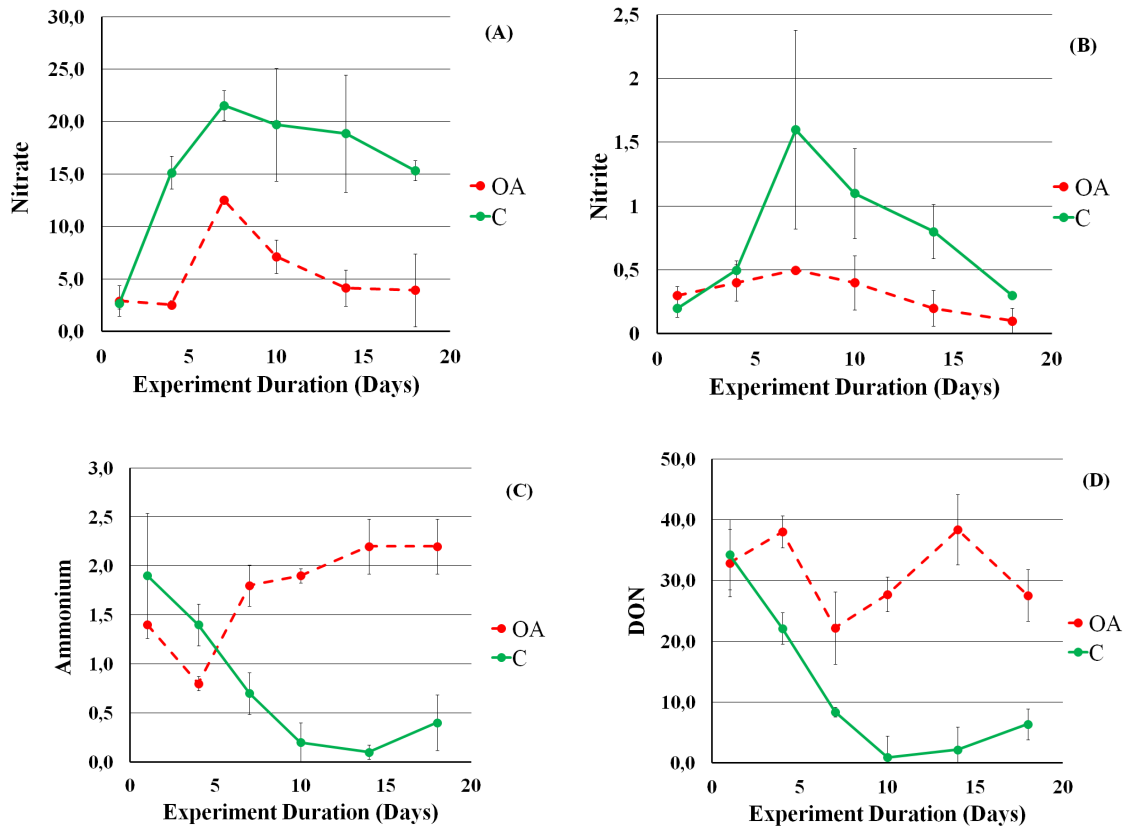 (A)
Nitrate
30,0
25,0
20,0
15,0
10,0
5,0
0,0
0 5 10 15 20
Experiment Duration (Days)
OA
C
(B)
Nitrite
2,5
2
1,5
1
0,5
0
0 5 10 15 20
Experiment Duration (Days)
OA
C
(C)
Ammonium
3,0
2,5
2,0
1,5
1,0
0,5
0,0
0 5 10 15 20
Experiment Duration (Days)
OA
C
(D)
DON
50,0
40,0
30,0
20,0
10,0
0,0
0 5 10 15 20
Experiment Duration (Days)
OA
C